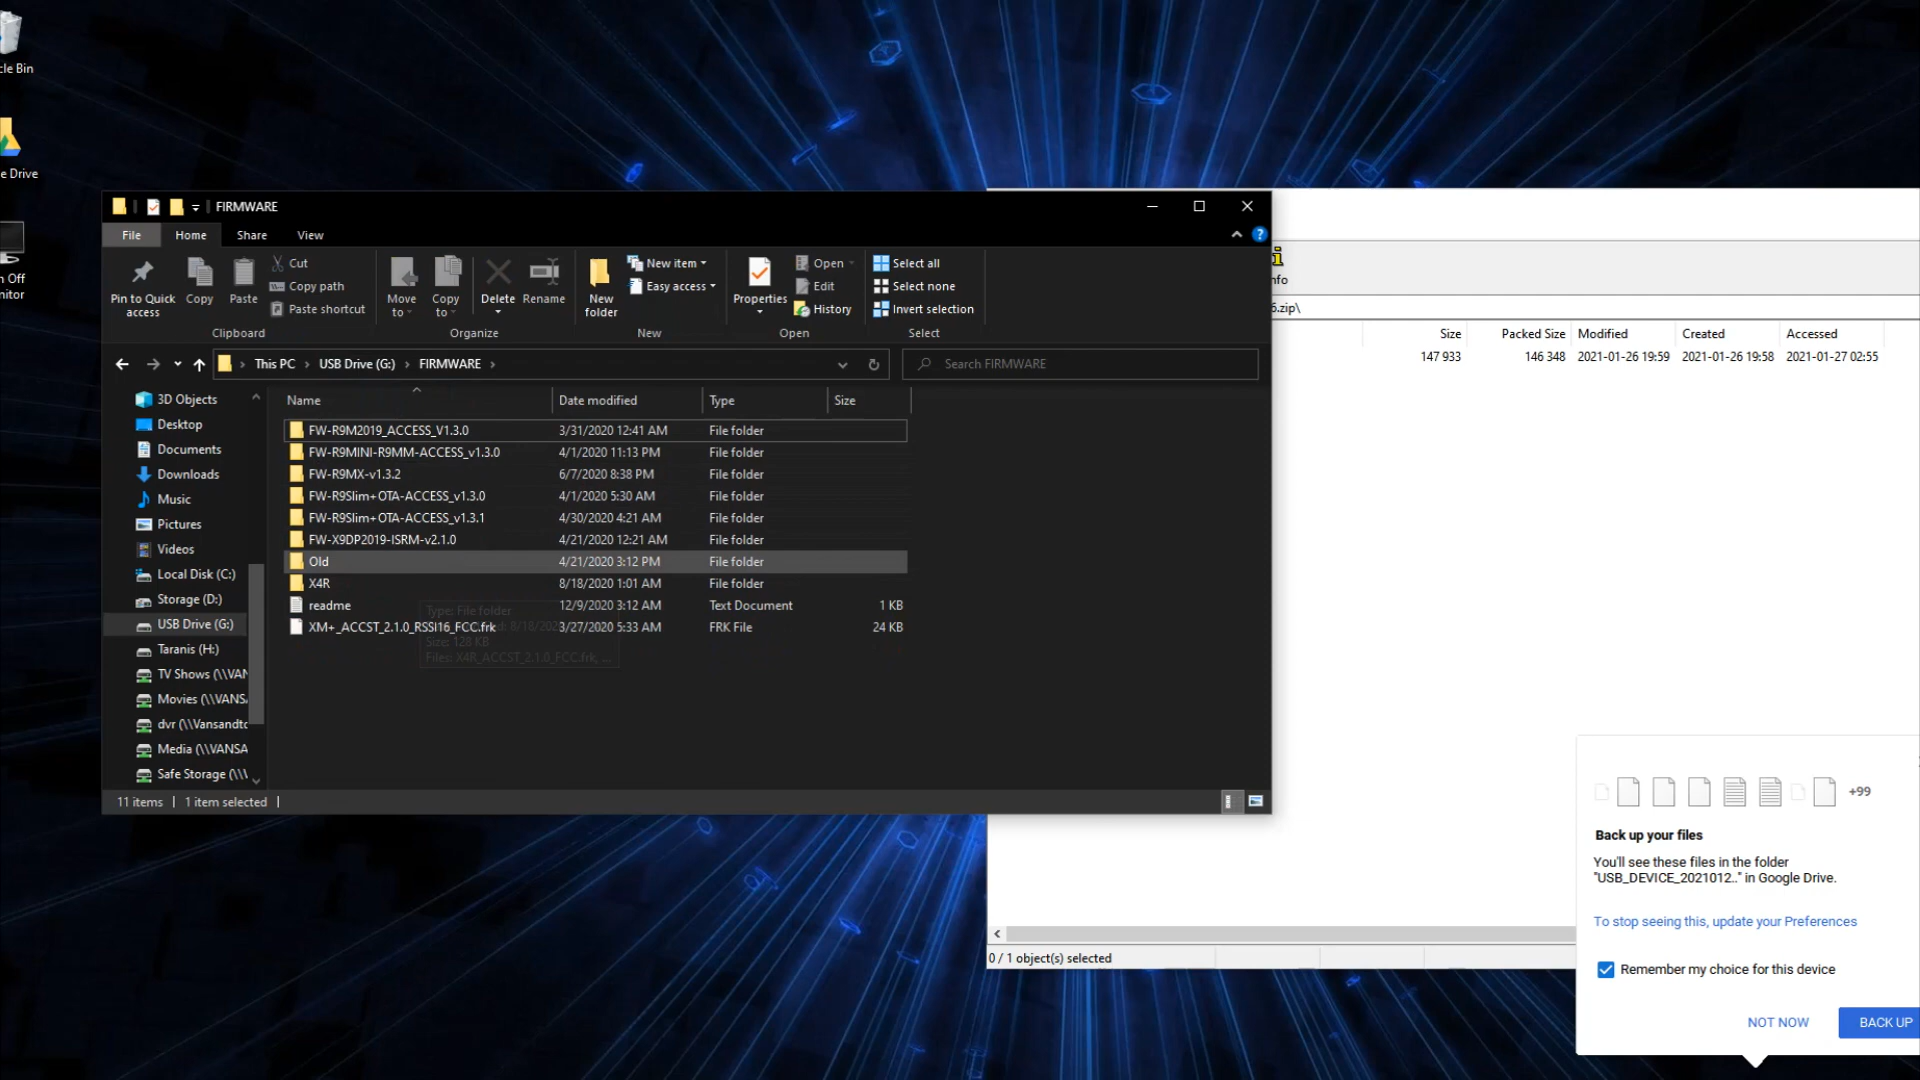 cle Bin
e Drive
n Off
nitor
FIRMWARE
File Home Share View
Pin to Quick access
Copy
Paste
Cut
Copy path
Paste shortcut
Clipboard
Move to
Copy to
Delete
Rename
Organize
New folder
New item
Easy access
New
Properties
Open
Edit
History
Open
Select all
Select none
Invert selection
Select
This PC USB Drive (G:) FIRMWARE
Search FIRMWARE
3D Objects
Desktop
Documents
Downloads
Music
Pictures
Videos
Local Disk (C:)
Storage (D:)
USB Drive (G:)
Taranis (H:)
TV Shows (\\VAN
Movies (\\VANSA
dvr (\\Vansandto
Media (\\VANSA
Safe Storage (\\\
Name Date modified Type Size
FW-R9M2019_ACCESS_V1.3.0 3/31/2020 12:41 AM File folder
FW-R9MINI-R9MM-ACCESS_v1.3.0 4/1/2020 11:13 PM File folder
FW-R9MX-v1.3.2 6/7/2020 8:38 PM File folder
FW-R9Slim+OTA-ACCESS_v1.3.0 4/1/2020 5:30 AM File folder
FW-R9Slim+OTA-ACCESS_v1.3.1 4/30/2020 4:21 AM File folder
FW-X9DP2019-ISRM-v2.1.0 4/21/2020 12:21 AM File folder
Old 4/21/2020 3:12 PM File folder
X4R 8/18/2020 1:01 AM File folder
readme 12/9/2020 3:12 AM Text Document 1 KB
XM+_ACCST_2.1.0_RSSI16_FCC.frk 3/27/2020 5:33 AM FRK File 24 KB
Type: File folder
Size: 128 KB
Files: X4R_ACCST_2.1.0_FCC.frk, ...
11 items 1 item selected
nfo
6.zip\
Size Packed Size Modified Created Accessed
147 933 146 348 2021-01-26 19:59 2021-01-26 19:58 2021-01-27 02:55
0 / 1 object(s) selected
+99
Back up your files
You'll see these files in the folder
"USB_DEVICE_2021012.." in Google Drive.
To stop seeing this, update your Preferences
Remember my choice for this device
NOT NOW BACK UP